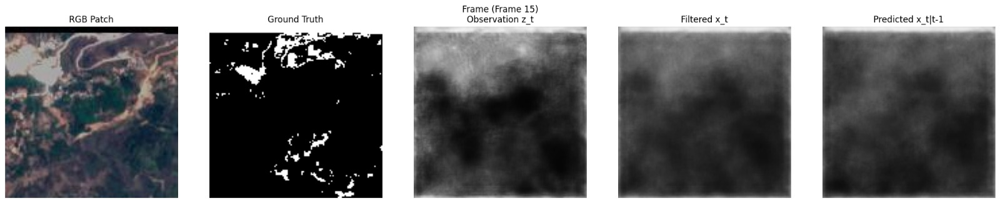 RGB Patch
Ground Truth
Frame (Frame 15)
Observation z_t
Filtered x_t
Predicted x_t|t-1